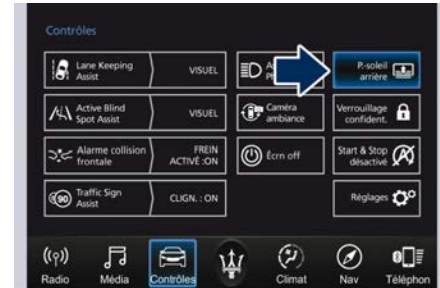 Contrôles
Lane Keeping
Assist
VISUEL
P.-soleil
arrière
Active Blind
Spot Assist
VISUEL
Caméra
ambiance
Verrouillage
confident.
Alarme collision
frontale
FREIN
ACTIVÉ :ON
Écrn off
Start & Stop
désactivé
90
Traffic Sign
Assist
CLIGN. : ON
Réglages
Radio
Média
Contrôles
Climat
Nav
Téléphon